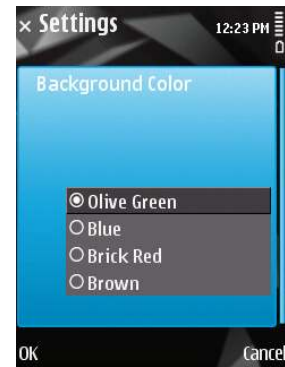 × Settings 12:23 PM
Background Color
Olive Green
Blue
Brick Red
Brown
OK Cancel